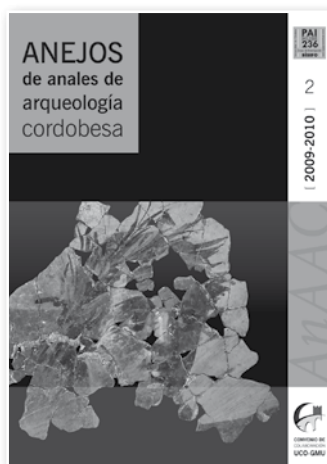 ANEJOS
de anales de
arqueología
cordobesa
PAI
236
2
| 2009-2010 |
AnAAC
CONVENIO DE
COLABORACIÓN
UCO-GMU